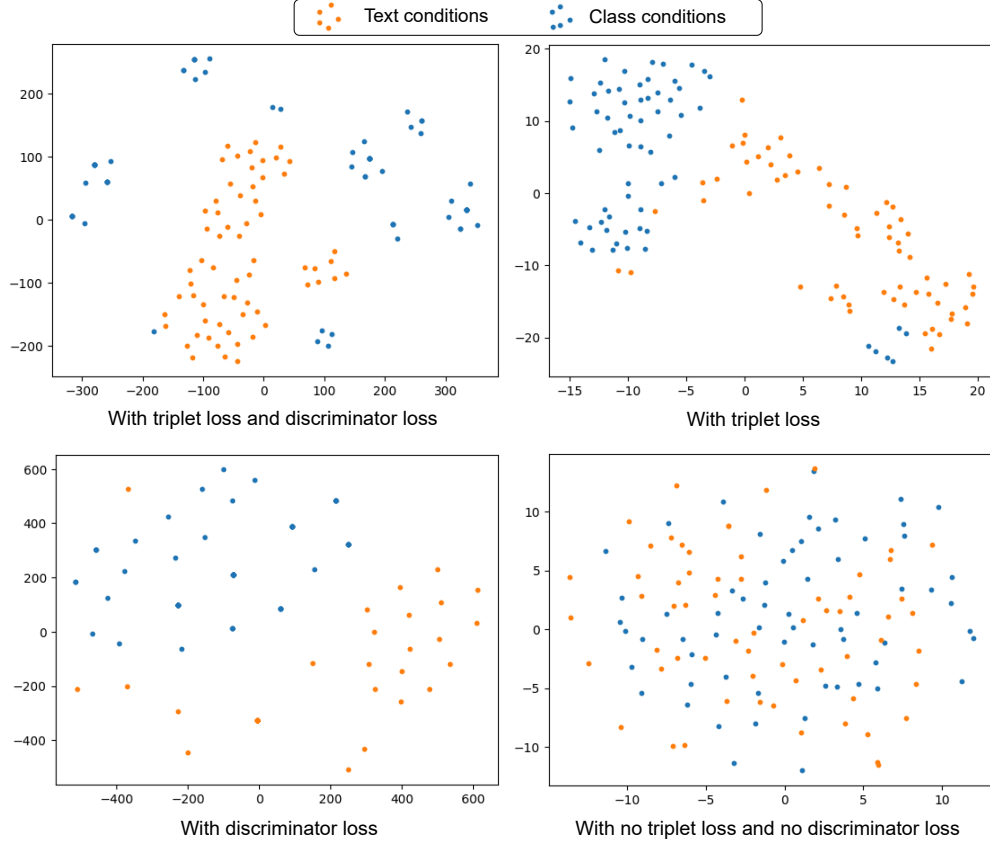 Text conditions Class conditions
200
100
0
−100
−200
−300 −200 −100 0 100 200 300
With triplet loss and discriminator loss
20
10
0
−10
−20
−15 −10 −5 0 5 10 15 20
With triplet loss
600
400
200
0
−200
−400
−400 −200 0 200 400 600
With discriminator loss
10
5
0
−5
−10
−10 −5 0 5 10
With no triplet loss and no discriminator loss